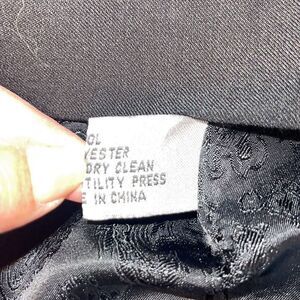 OL
YESTER
DRY CLEAN
TILITY PRESS
E IN CHINA